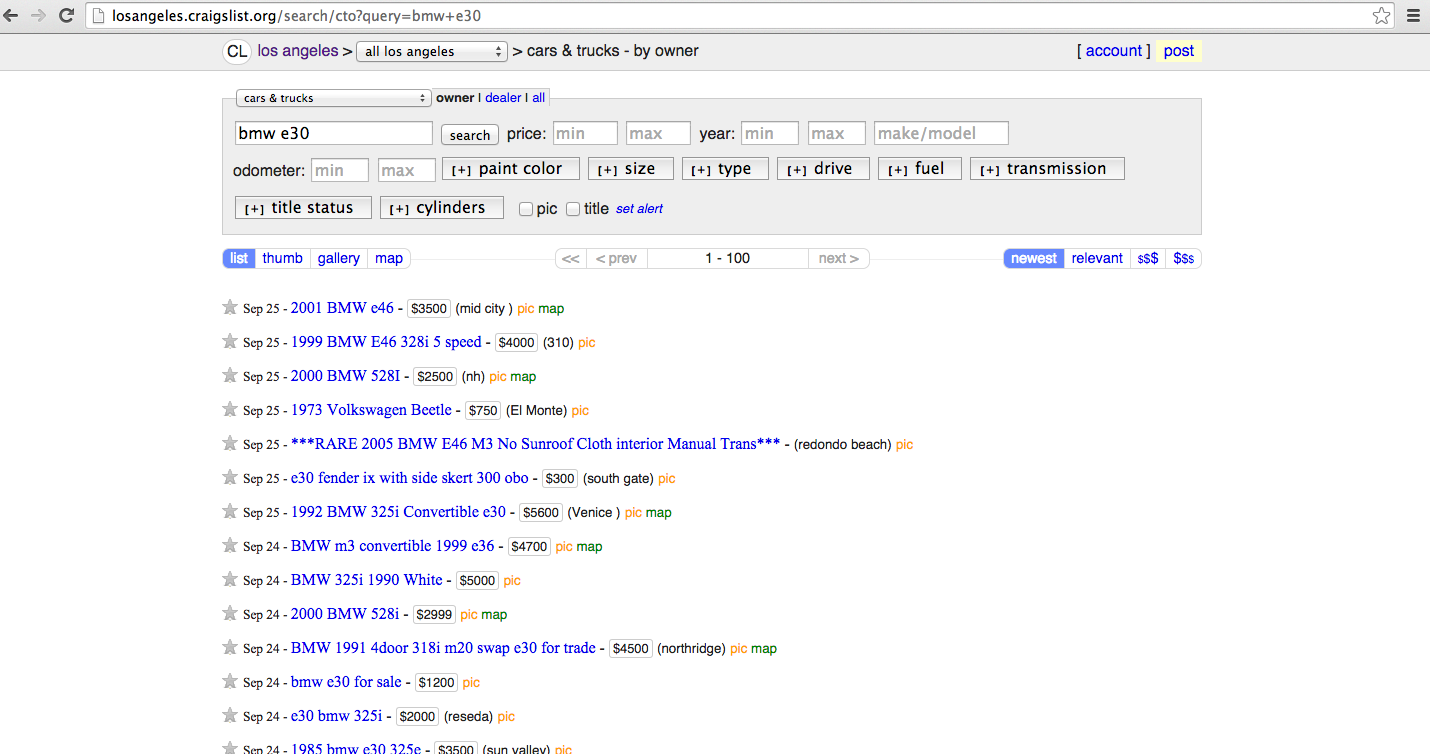 losangeles.craigslist.org/search/cto?query=bmw+e30
CL los angeles > all los angeles > cars & trucks - by owner [ account ] post
cars & trucks owner | dealer | all
bmw e30 search price: min max year: min max make/model
odometer: min max [+] paint color [+] size [+] type [+] drive [+] fuel [+] transmission
[+] title status [+] cylinders pic title set alert
list thumb gallery map << < prev 1 - 100 next > newest relevant $$$ $$$
Sep 25 - 2001 BMW e46 - $3500 (mid city ) pic map
Sep 25 - 1999 BMW E46 328i 5 speed - $4000 (310) pic
Sep 25 - 2000 BMW 528I - $2500 (nh) pic map
Sep 25 - 1973 Volkswagen Beetle - $750 (El Monte) pic
Sep 25 - ***RARE 2005 BMW E46 M3 No Sunroof Cloth interior Manual Trans*** - (redondo beach) pic
Sep 25 - e30 fender ix with side skert 300 obo - $300 (south gate) pic
Sep 25 - 1992 BMW 325i Convertible e30 - $5600 (Venice ) pic map
Sep 24 - BMW m3 convertible 1999 e36 - $4700 pic map
Sep 24 - BMW 325i 1990 White - $5000 pic
Sep 24 - 2000 BMW 528i - $2999 pic map
Sep 24 - BMW 1991 4door 318i m20 swap e30 for trade - $4500 (northridge) pic map
Sep 24 - bmw e30 for sale - $1200 pic
Sep 24 - e30 bmw 325i - $2000 (reseda) pic
Sep 24 - 1985 bmw e30 325e - $3500 (sun valley) pic